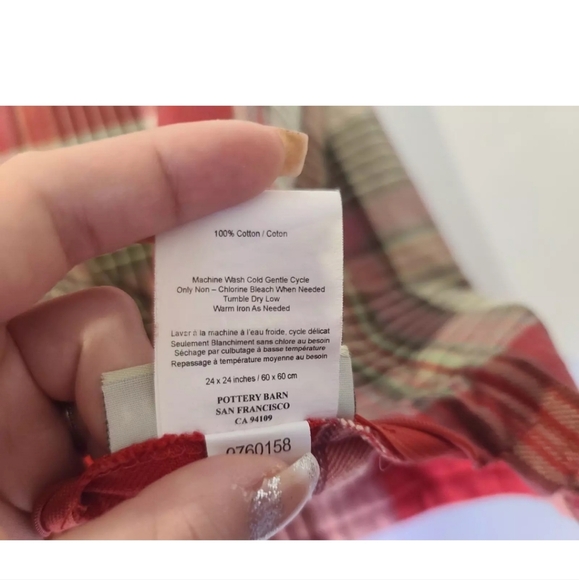 100% Cotton / Coton
Machine Wash Cold Gentle Cycle
Only Non – Chlorine Bleach When Needed
Tumble Dry Low
Warm Iron As Needed
Laver à la machine à l'eau froide, cycle délicat
Seulement Blanchiment sans chlore au besoin
Séchage par culbutage à basse température
Repassage à température moyenne au besoin
24 x 24 inches / 60 x 60 cm
POTTERY BARN
SAN FRANCISCO
CA 94109
0760158